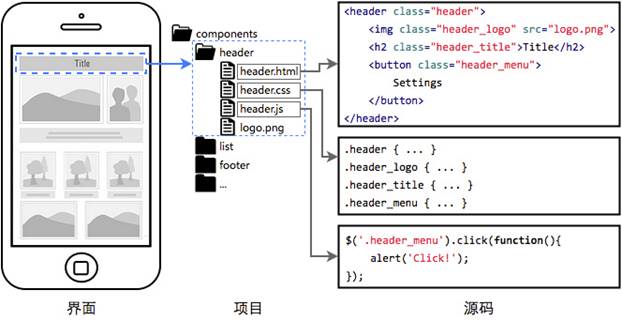 Title
components
header
header.html
header.css
header.js
logo.png
list
footer
...
<header class="header">
<img class="header_logo" src="logo.png">
<h2 class="header_title">Title</h2>
<button class="header_menu">
Settings
</button>
</header>
.header { ... }
.header_logo { ... }
.header_title { ... }
.header_menu { ... }
$('.header_menu').click(function(){
alert('Click!');
});
界面
项目
源码